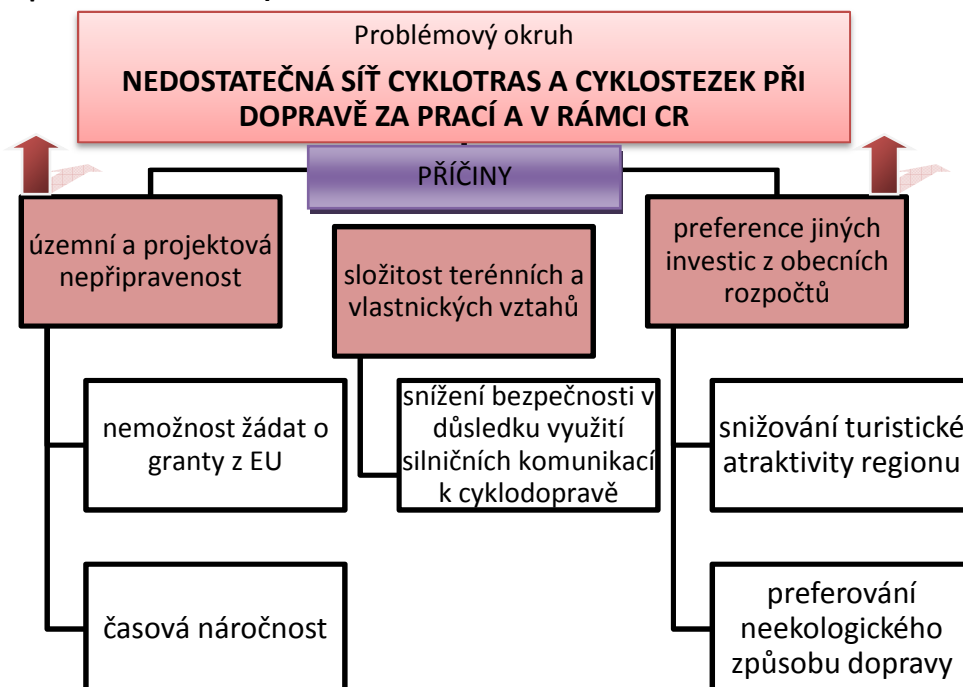 Problémový okruh
NEDOSTATEČNÁ SÍŤ CYKLOTRAS A CYKLOSTEZEK PŘI
DOPRAVĚ ZA PRACÍ A V RÁMCI CR
PŘÍČINY
územní a projektová
nepřipravenost
složitost terénních a
vlastnických vztahů
preference jiných
investic z obecních
rozpočtů
nemožnost žádat o
granty z EU
snížení bezpečnosti v
důsledku využití
silničních komunikací
k cyklodopravě
snižování turistické
atraktivity regionu
časová náročnost
preferování
neekologického
způsobu dopravy